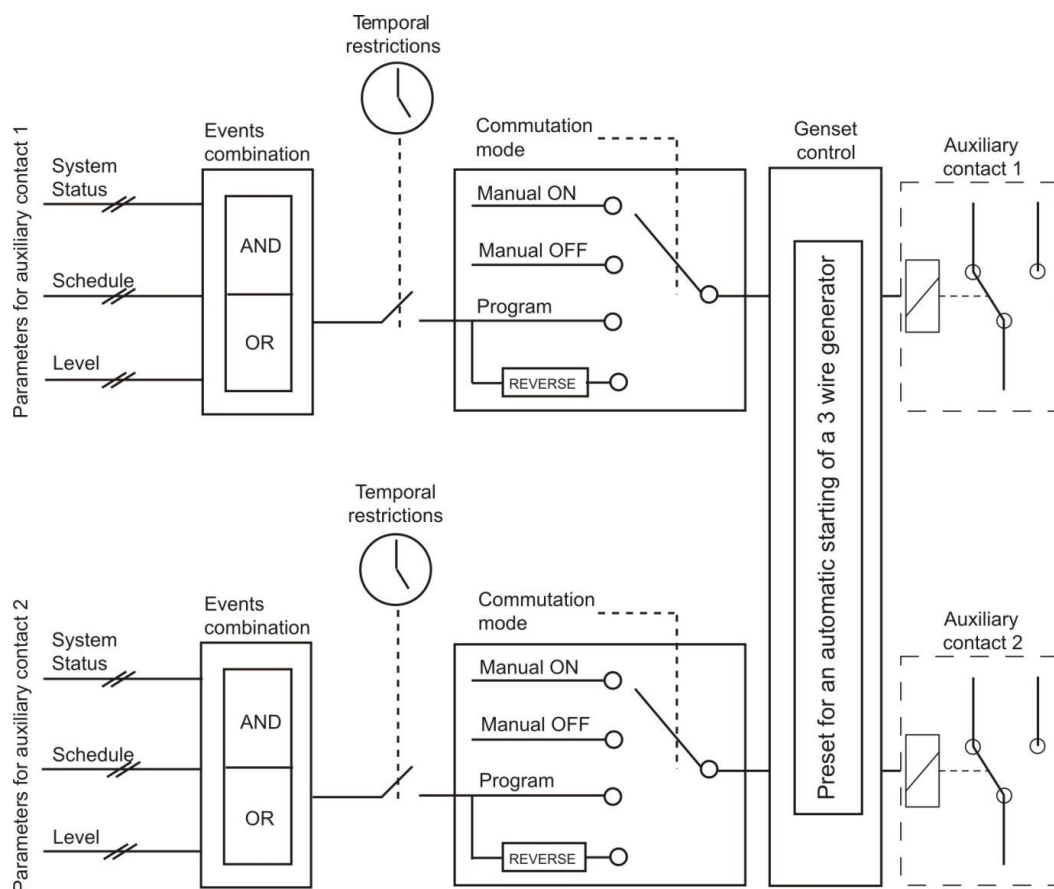 Temporal
restrictions
Parameters for auxiliary contact 1
System
Status
Schedule
Level
Events
combination
AND
OR
Commutation
mode
Manual ON
Manual OFF
Program
REVERSE
Genset
control
Preset for an automatic starting of a 3 wire generator
Auxiliary
contact 1
Temporal
restrictions
Parameters for auxiliary contact 2
System
Status
Schedule
Level
Events
combination
AND
OR
Commutation
mode
Manual ON
Manual OFF
Program
REVERSE
Auxiliary
contact 2